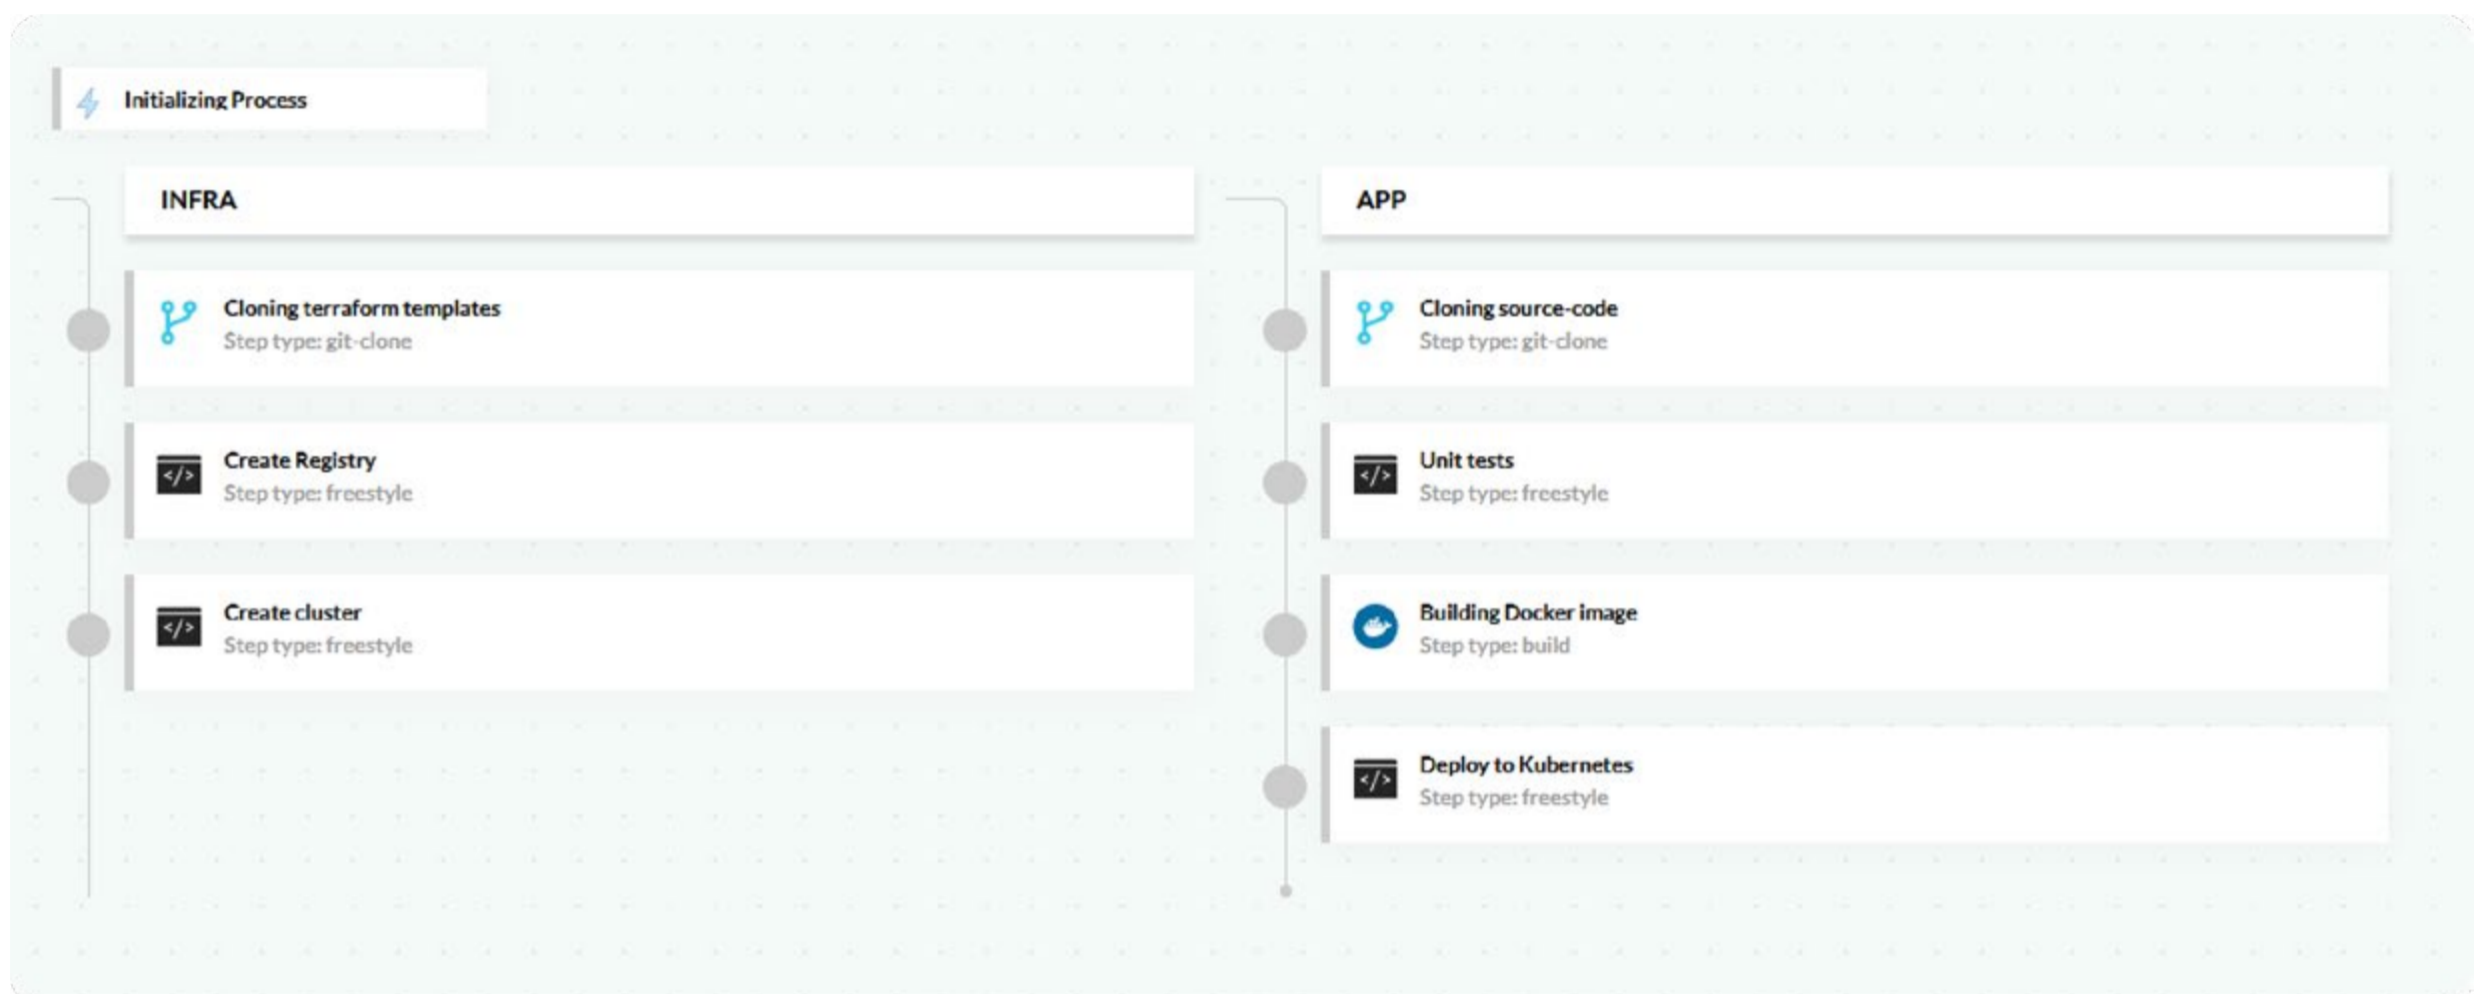 Initializing Process
INFRA
Cloning terraform templates
Step type: git-clone
</>
Create Registry
Step type: freestyle
</>
Create cluster
Step type: freestyle
APP
Cloning source-code
Step type: git-clone
</>
Unit tests
Step type: freestyle
Building Docker image
Step type: build
</>
Deploy to Kubernetes
Step type: freestyle